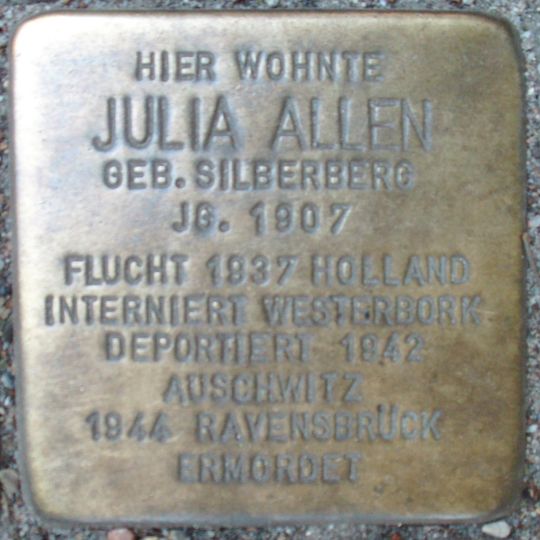 HIER WOHNTE
JULIA ALLEN
GEB. SILBERBERG
JG. 1907
FLUCHT 1937 HOLLAND
INTERNIERT WESTERBORK
DEPORTIERT 1942
AUSCHWITZ
1944 RAVENSBRÜCK
ERMORDET